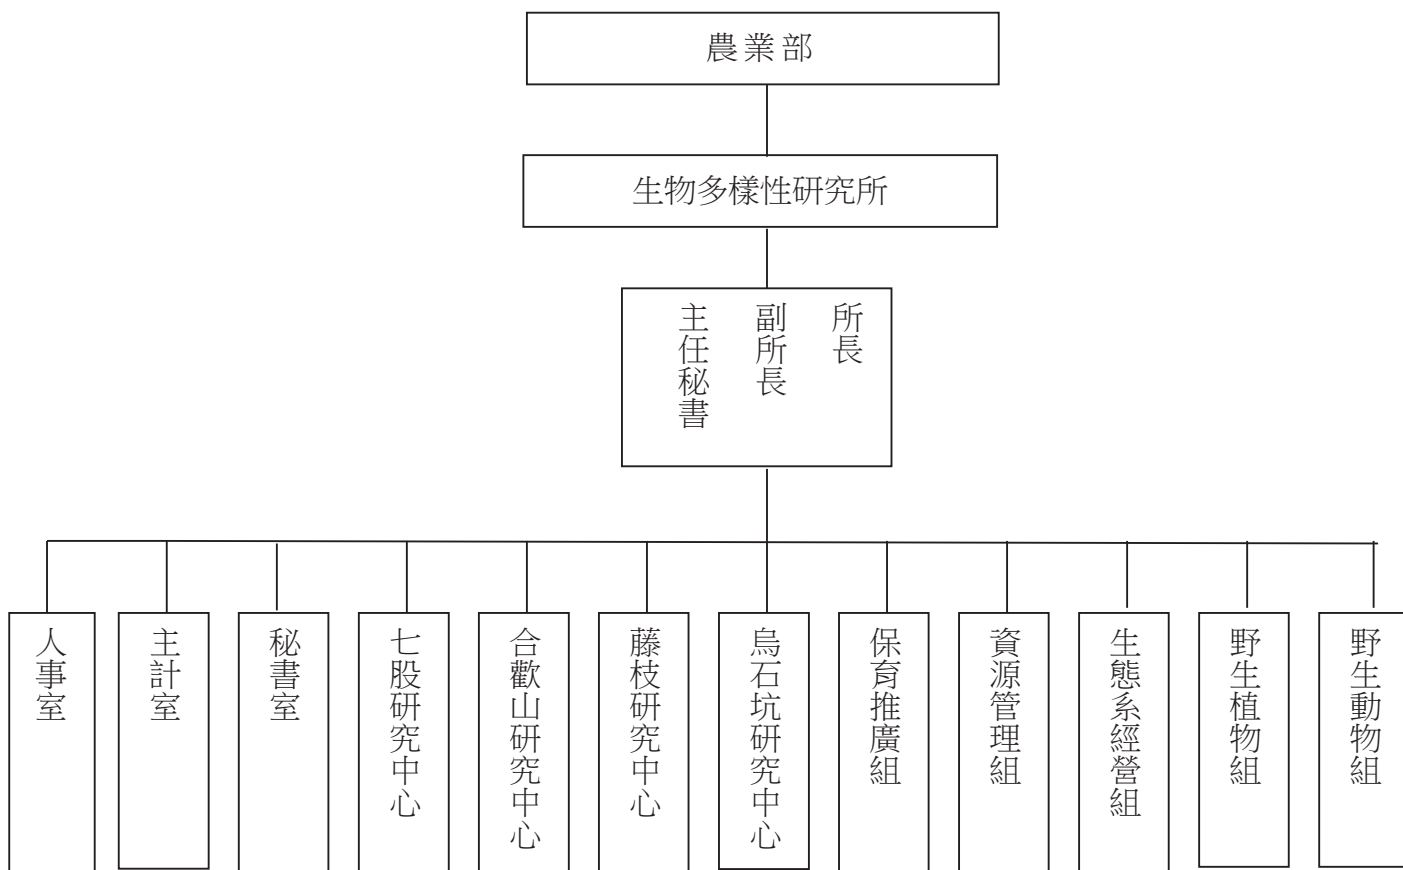 農業部
生物多樣性研究所
所長
副所長
主任秘書
野生動物組
野生植物組
生態系經營組
資源管理組
保育推廣組
烏石坑研究中心
藤枝研究中心
合歡山研究中心
七股研究中心
秘書室
主計室
人事室